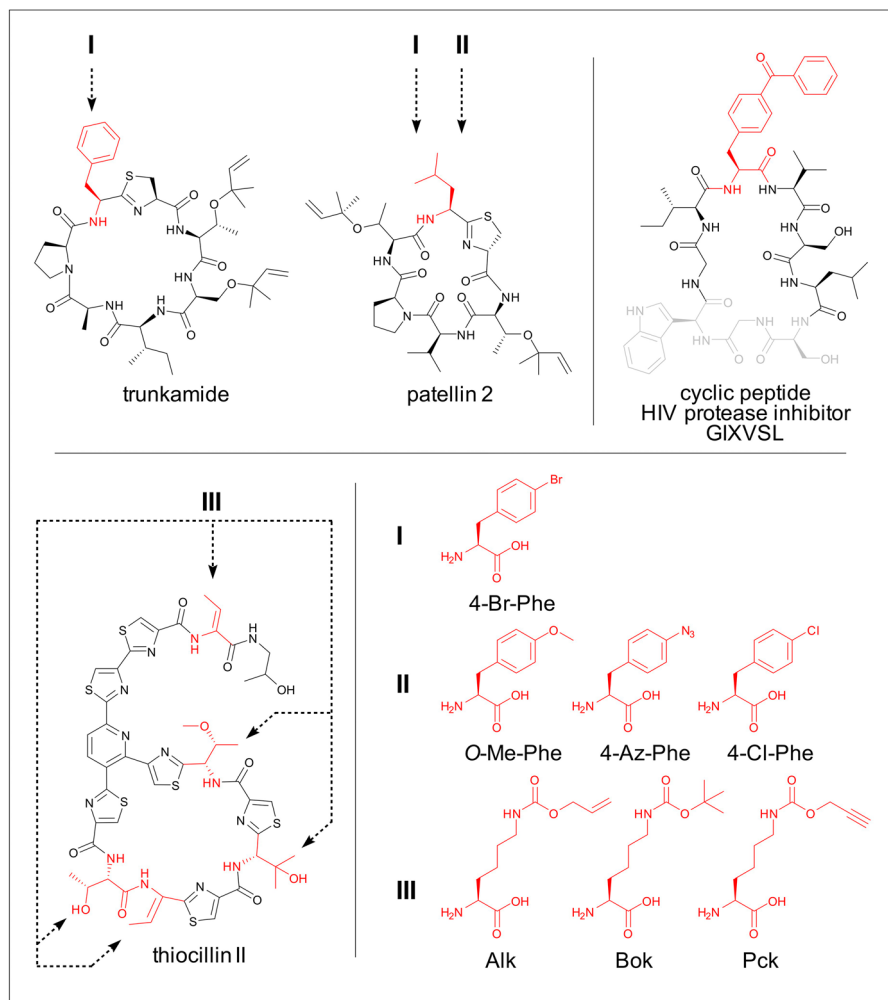 I
I
II
trunkamide
patellin 2
cyclic peptide
HIV protease inhibitor
GIXVSL
III
thiocillin II
I
4-Br-Phe
II
O-Me-Phe
4-Az-Phe
4-Cl-Phe
III
Alk
Bok
Pck